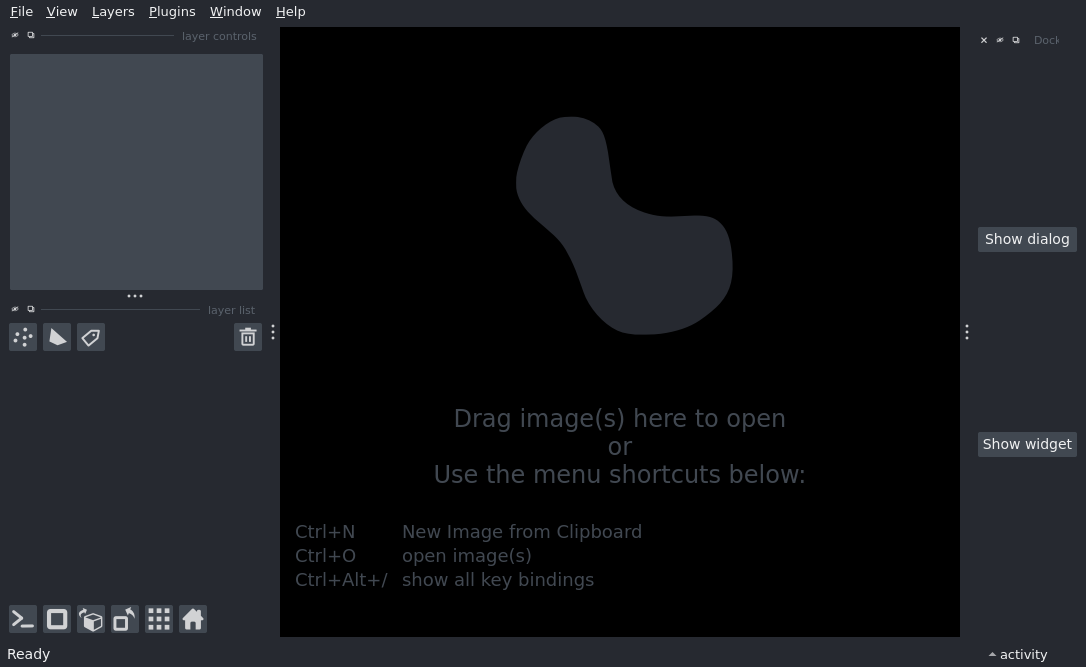 File View Layers Plugins Window Help
layer controls
Dock
Show dialog
layer list
Drag image(s) here to open
or
Use the menu shortcuts below:
Show widget
Ctrl+N New Image from Clipboard
Ctrl+O open image(s)
Ctrl+Alt+/ show all key bindings
Ready
activity